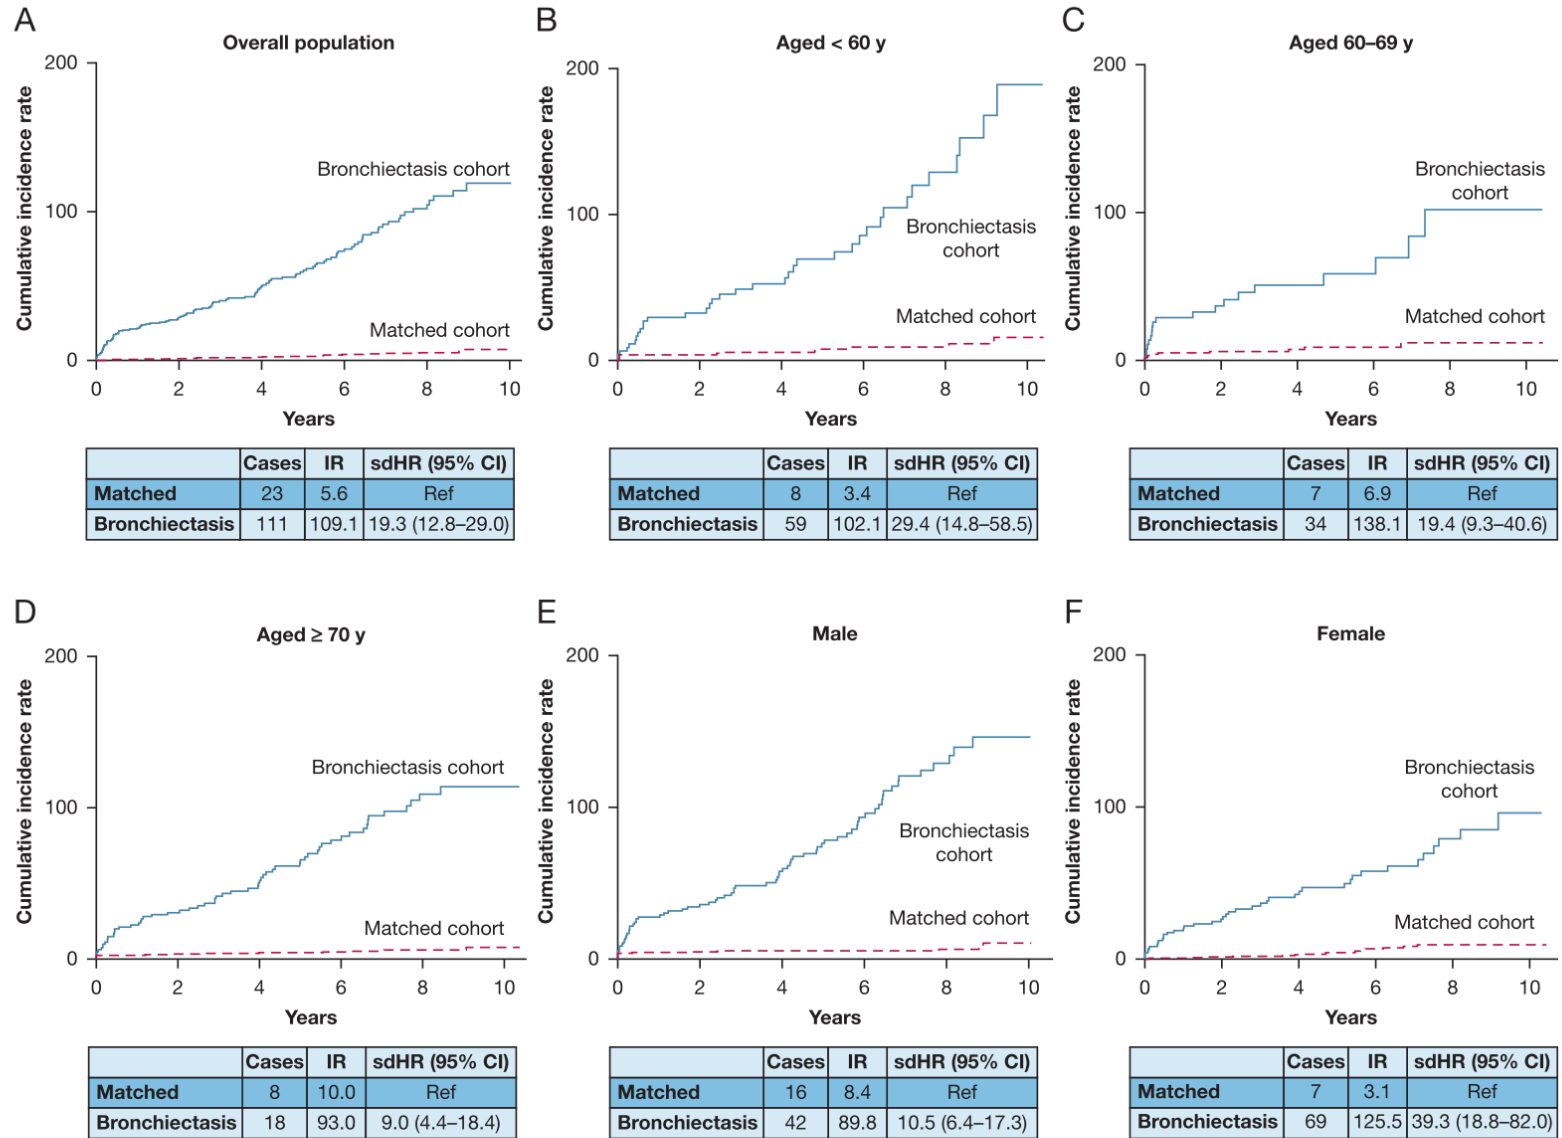 A
Overall population
Cumulative incidence rate
200
100
0
Bronchiectasis cohort
Matched cohort
0 2 4 6 8 10
Years
Cases IR sdHR (95% CI)
Matched 23 5.6 Ref
Bronchiectasis 111 109.1 19.3 (12.8–29.0)
B
Aged < 60 y
Cumulative incidence rate
200
100
0
Bronchiectasis
cohort
Matched cohort
0 2 4 6 8 10
Years
Cases IR sdHR (95% CI)
Matched 8 3.4 Ref
Bronchiectasis 59 102.1 29.4 (14.8–58.5)
C
Aged 60–69 y
Cumulative incidence rate
200
100
0
Bronchiectasis
cohort
Matched cohort
0 2 4 6 8 10
Years
Cases IR sdHR (95% CI)
Matched 7 6.9 Ref
Bronchiectasis 34 138.1 19.4 (9.3–40.6)
D
Aged ≥ 70 y
Cumulative incidence rate
200
100
0
Bronchiectasis cohort
Matched cohort
0 2 4 6 8 10
Years
Cases IR sdHR (95% CI)
Matched 8 10.0 Ref
Bronchiectasis 18 93.0 9.0 (4.4–18.4)
E
Male
Cumulative incidence rate
200
100
0
Bronchiectasis
cohort
Matched cohort
0 2 4 6 8 10
Years
Cases IR sdHR (95% CI)
Matched 16 8.4 Ref
Bronchiectasis 42 89.8 10.5 (6.4–17.3)
F
Female
Cumulative incidence rate
200
100
0
Bronchiectasis
cohort
Matched cohort
0 2 4 6 8 10
Years
Cases IR sdHR (95% CI)
Matched 7 3.1 Ref
Bronchiectasis 69 125.5 39.3 (18.8–82.0)